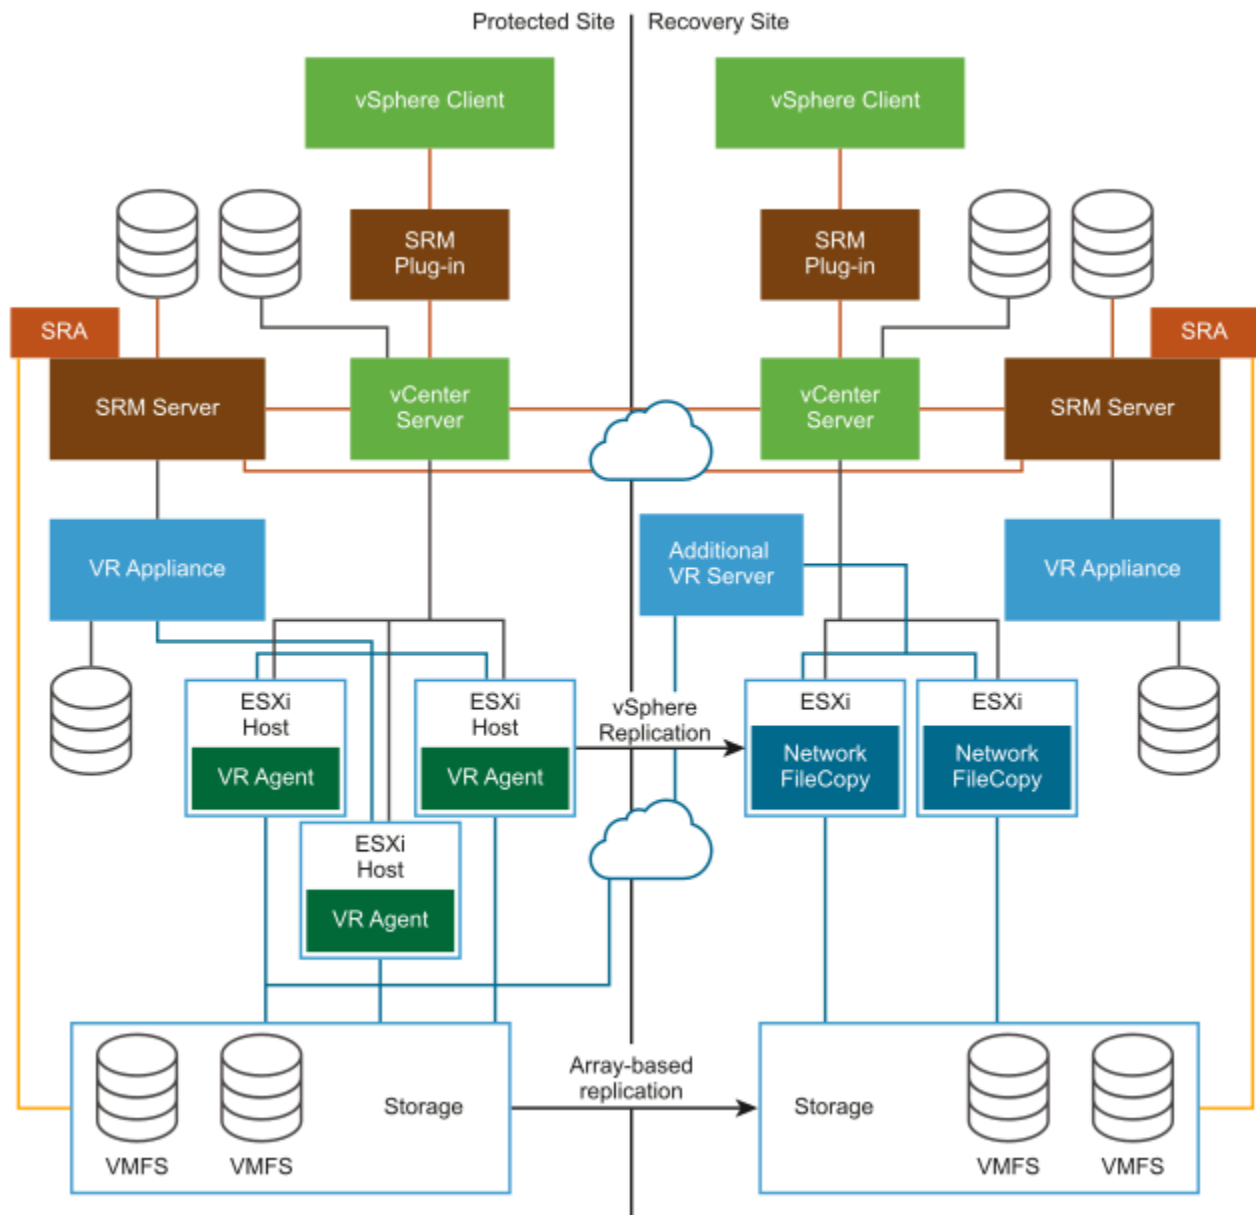 Protected Site
Recovery Site
vSphere Client
vSphere Client
SRM
Plug-in
SRM
Plug-in
SRA
SRA
SRM Server
vCenter
Server
vCenter
Server
SRM Server
VR Appliance
Additional
VR Server
VR Appliance
ESXi
Host
VR Agent
ESXi
Host
VR Agent
vSphere
Replication
ESXi
Network
FileCopy
ESXi
Network
FileCopy
ESXi
Host
VR Agent
Array-based
replication
Storage
VMFS
VMFS
Storage
VMFS
VMFS